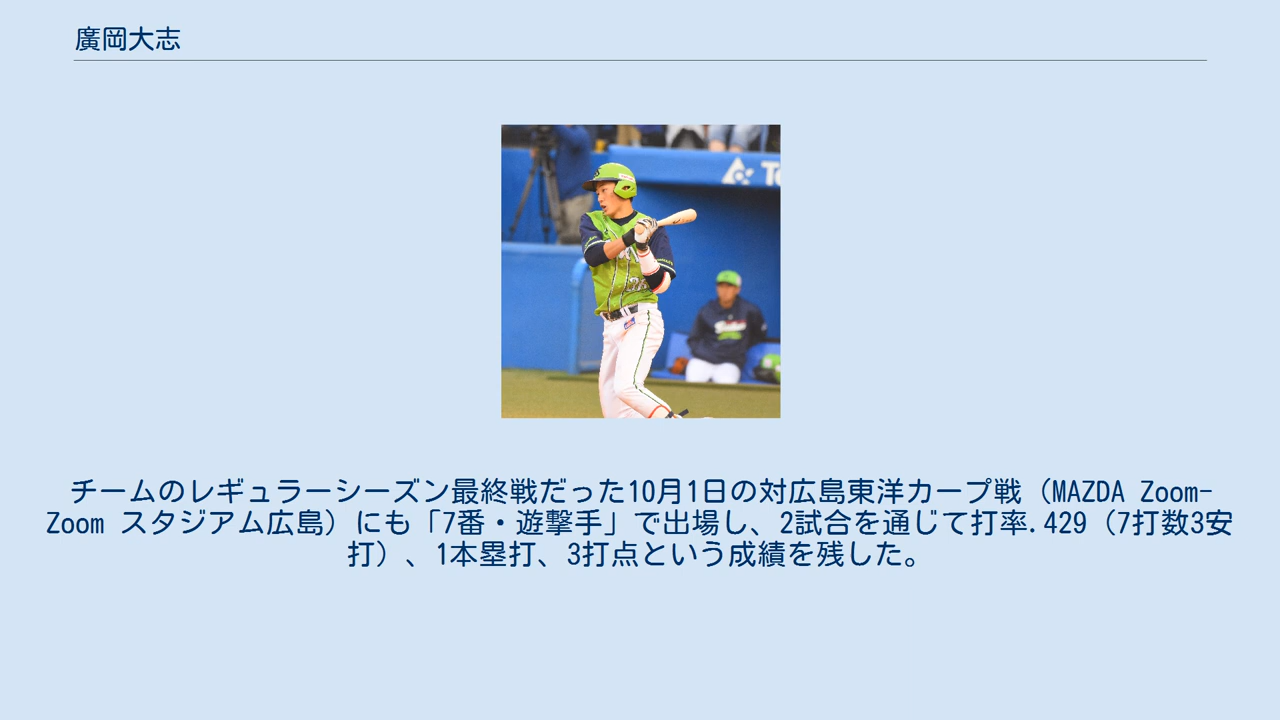 廣岡大志
チームのレギュラーシーズン最終戦だった10月1日の対広島東洋カープ戦（MAZDA Zoom-
Zoom スタジアム広島）にも「7番・遊撃手」で出場し、2試合を通じて打率.429（7打数3安
打）、1本塁打、3打点という成績を残した。